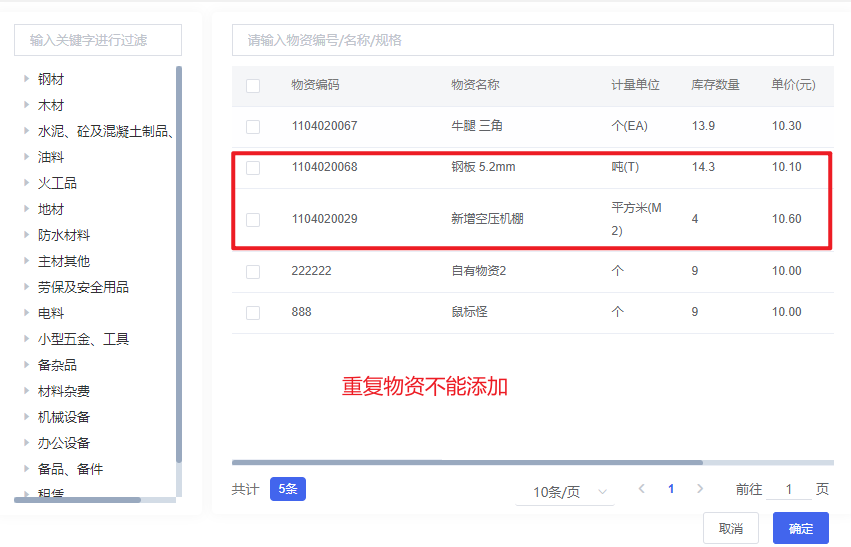 输入关键字进行过滤
钢材
木材
水泥、砼及混凝土制品、
油料
火工品
地材
防水材料
主材其他
劳保及安全用品
电料
小型五金、工具
备杂品
材料杂费
机械设备
办公设备
备品、备件
租赁
请输入物资编号/名称/规格
物资编码 物资名称 计量单位 库存数量 单价(元)
1104020067 牛腿 三角 个(EA) 13.9 10.30
1104020068 钢板 5.2mm 吨(T) 14.3 10.10
1104020029 新增空压机棚 平方米(M
2) 4 10.60
222222 自有物资2 个 9 10.00
888 鼠标怪 个 9 10.00
重复物资不能添加
共计 5条 10条/页 1 前往 1 页
取消 确定